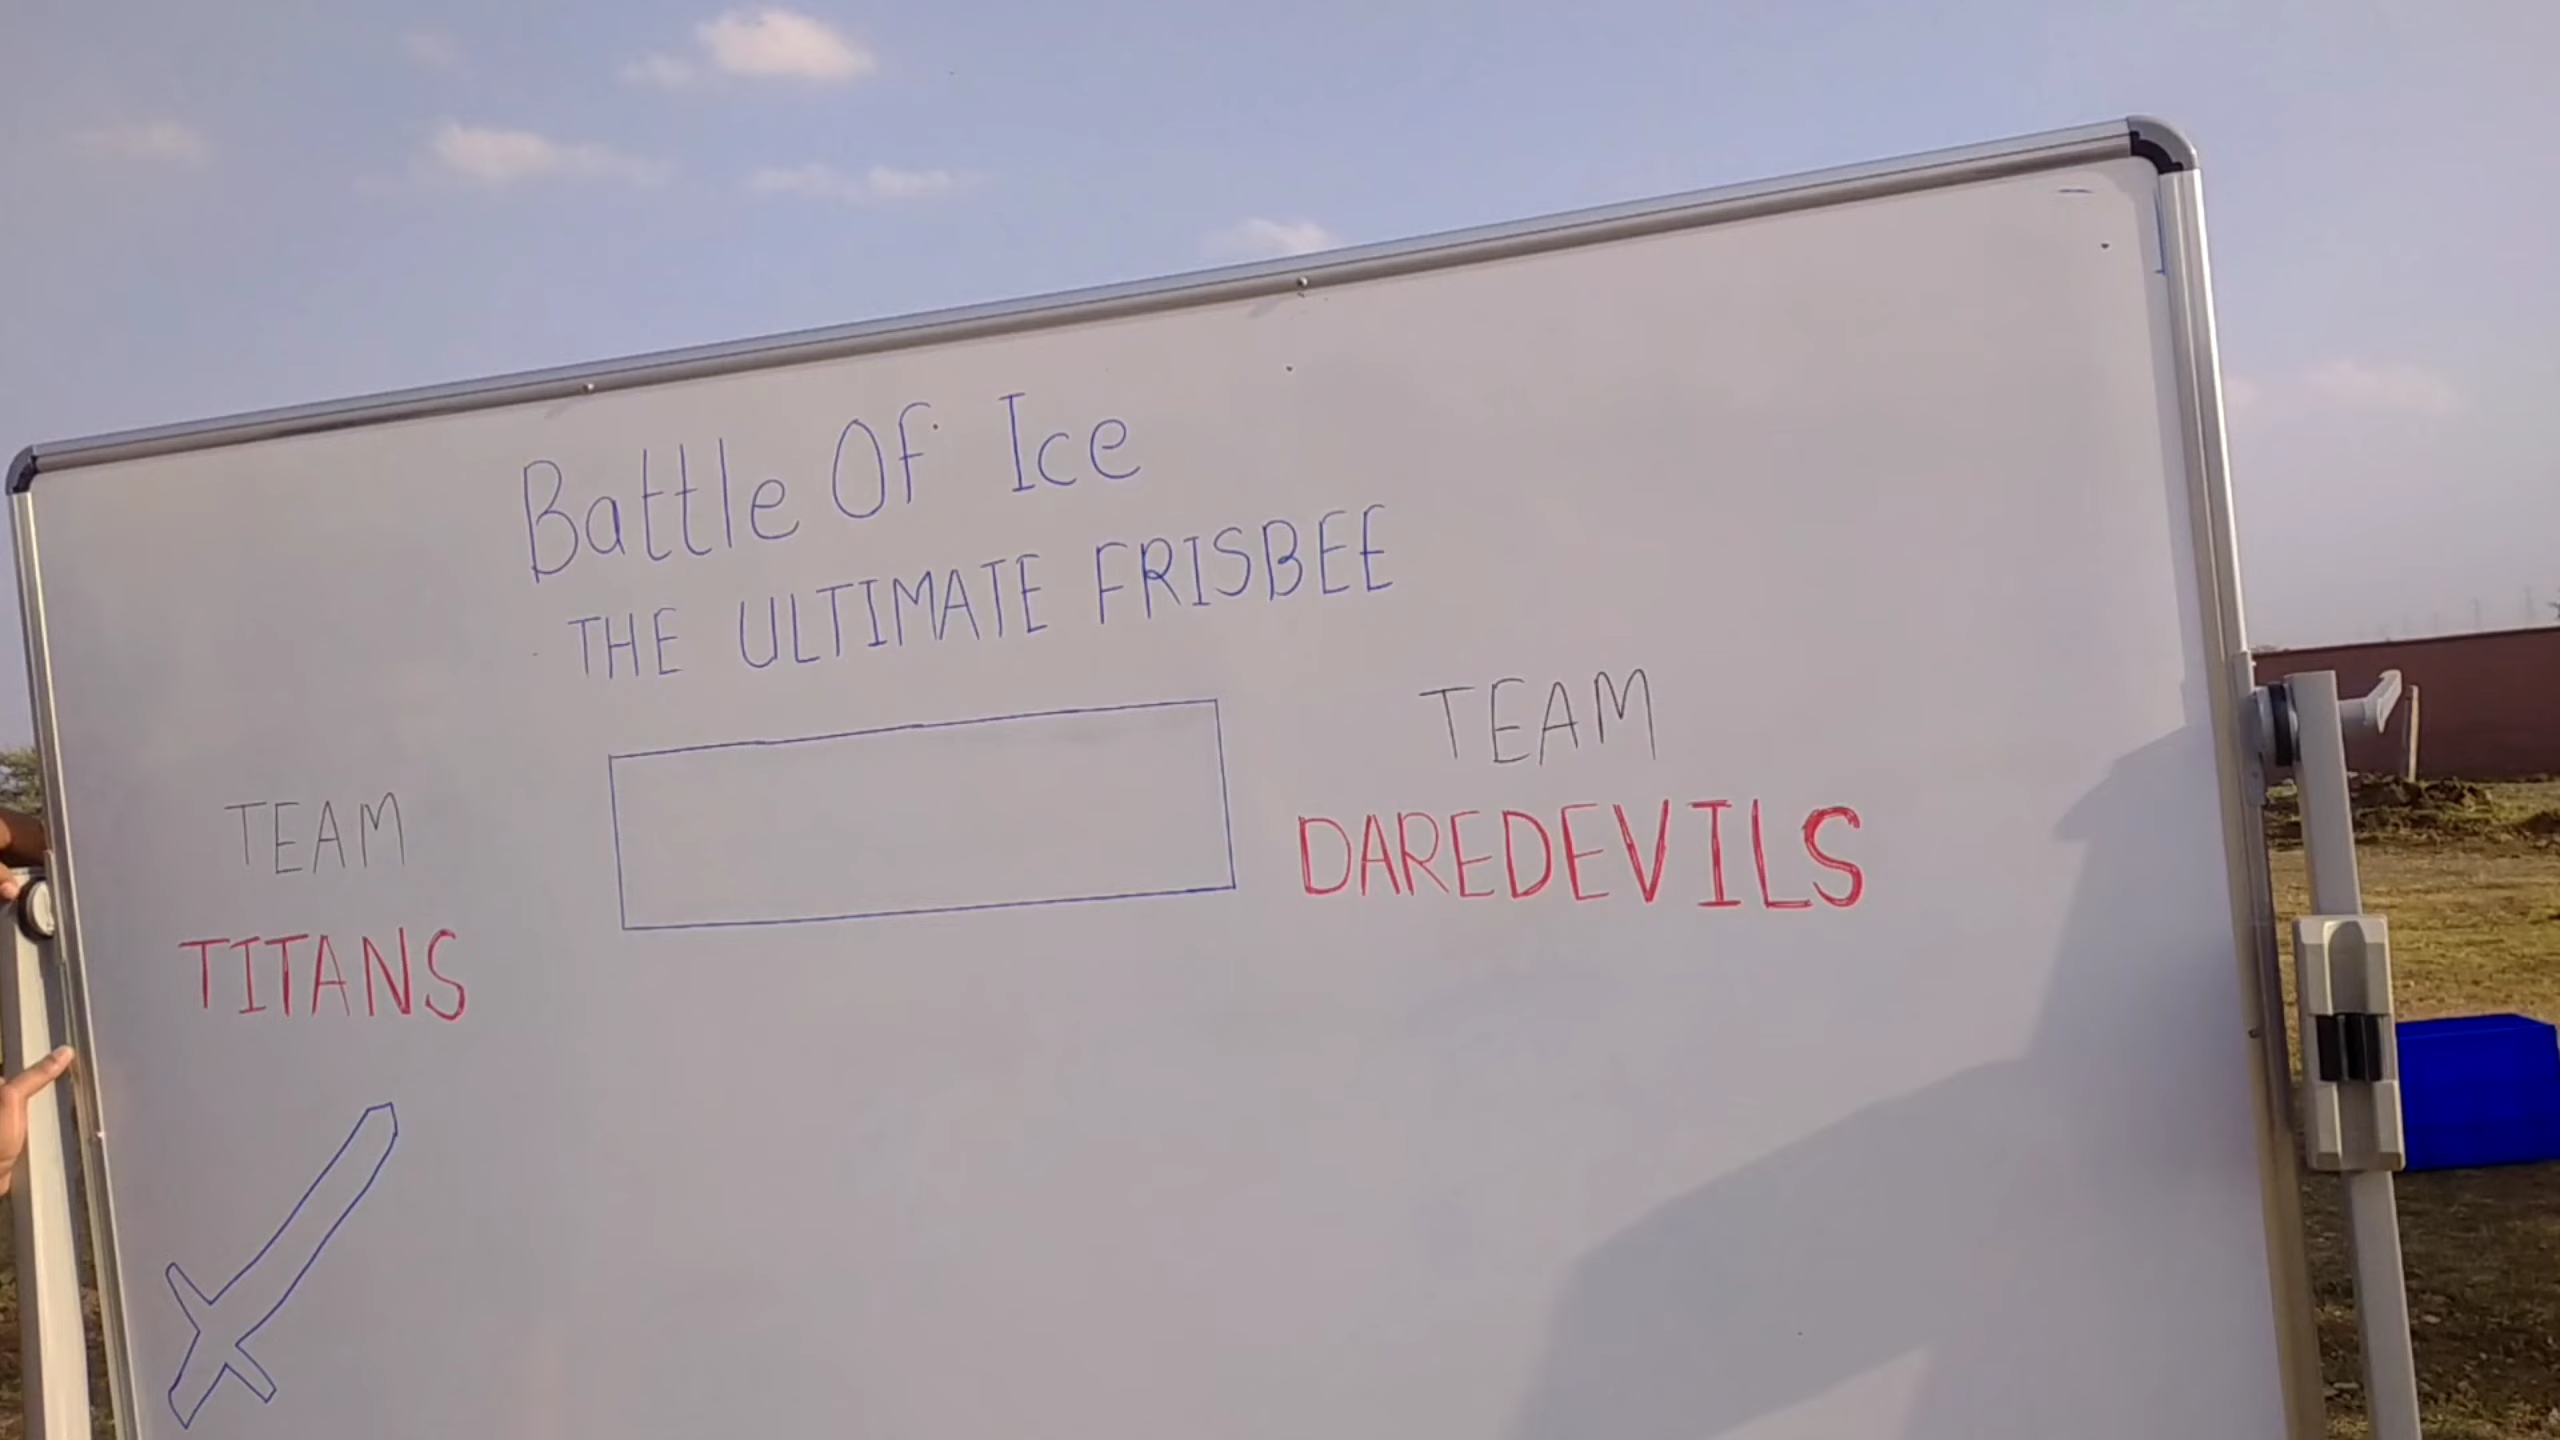 Battle Of Ice
THE ULTIMATE FRISBEE
TEAM
TITANS
TEAM
DAREDEVILS